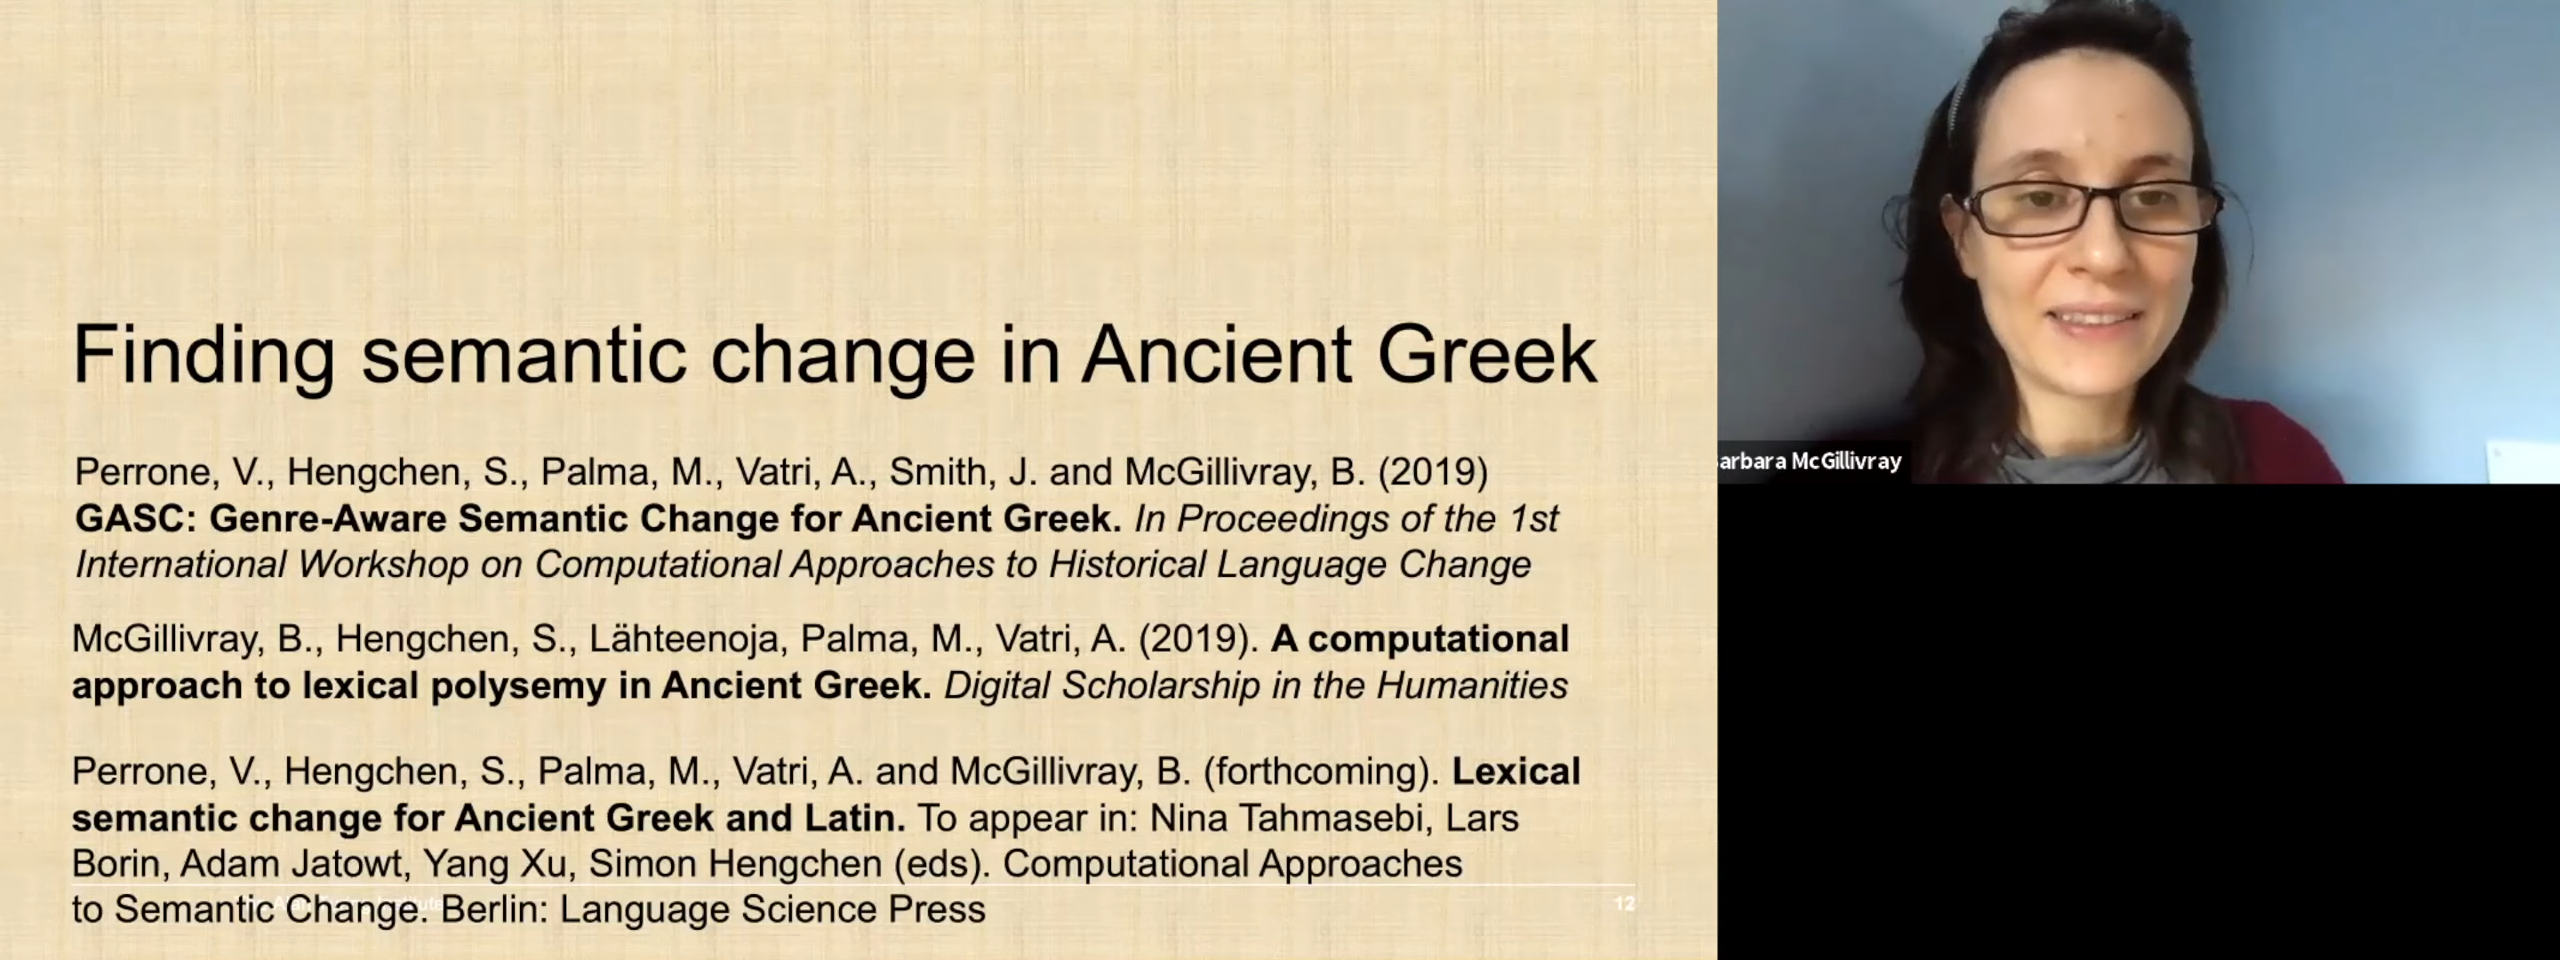 Finding semantic change in Ancient Greek
Perrone, V., Hengchen, S., Palma, M., Vatri, A., Smith, J. and McGillivray, B. (2019)
GASC: Genre-Aware Semantic Change for Ancient Greek. In Proceedings of the 1st
International Workshop on Computational Approaches to Historical Language Change
McGillivray, B., Hengchen, S., Lähteenoja, Palma, M., Vatri, A. (2019). A computational
approach to lexical polysemy in Ancient Greek. Digital Scholarship in the Humanities
Perrone, V., Hengchen, S., Palma, M., Vatri, A. and McGillivray, B. (forthcoming). Lexical
semantic change for Ancient Greek and Latin. To appear in: Nina Tahmasebi, Lars
Borin, Adam Jatowt, Yang Xu, Simon Hengchen (eds). Computational Approaches
to Semantic Change. Berlin: Language Science Press
12
arbara McGillivray